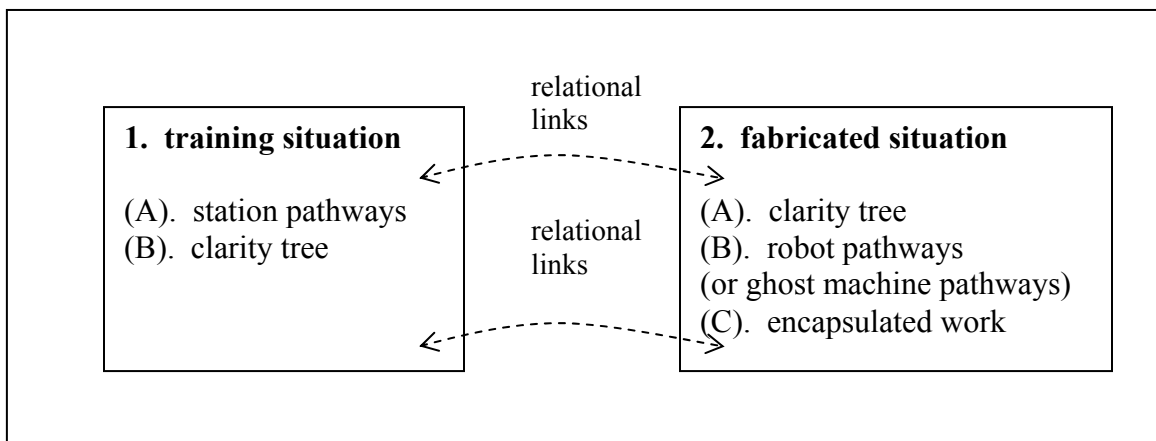 relational
links
1.  training situation
(A).  station pathways
(B).  clarity tree
relational
links
2.  fabricated situation
(A).  clarity tree
(B).  robot pathways
(or ghost machine pathways)
(C).  encapsulated work